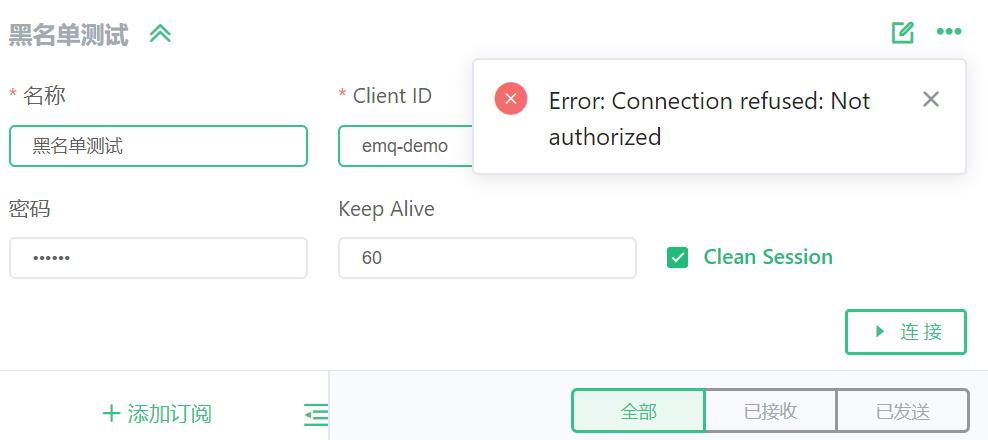 黑名单测试
Error: Connection refused: Not
authorized
* 名称
* Client ID
黑名单测试
emq-demo
密码
Keep Alive
••••••
60
Clean Session
连 接
添加订阅
全部
已接收
已发送